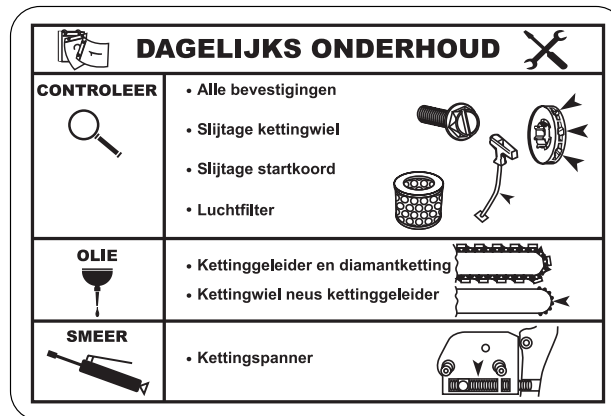 DAGELIJKS ONDERHOUD
CONTROLEER
• Alle bevestigingen
• Slijtage kettingwiel
• Slijtage startkoord
• Luchtfilter
OLIE
• Kettinggeleider en diamantketting
• Kettingwiel neus kettinggeleider
SMEER
• Kettingspanner